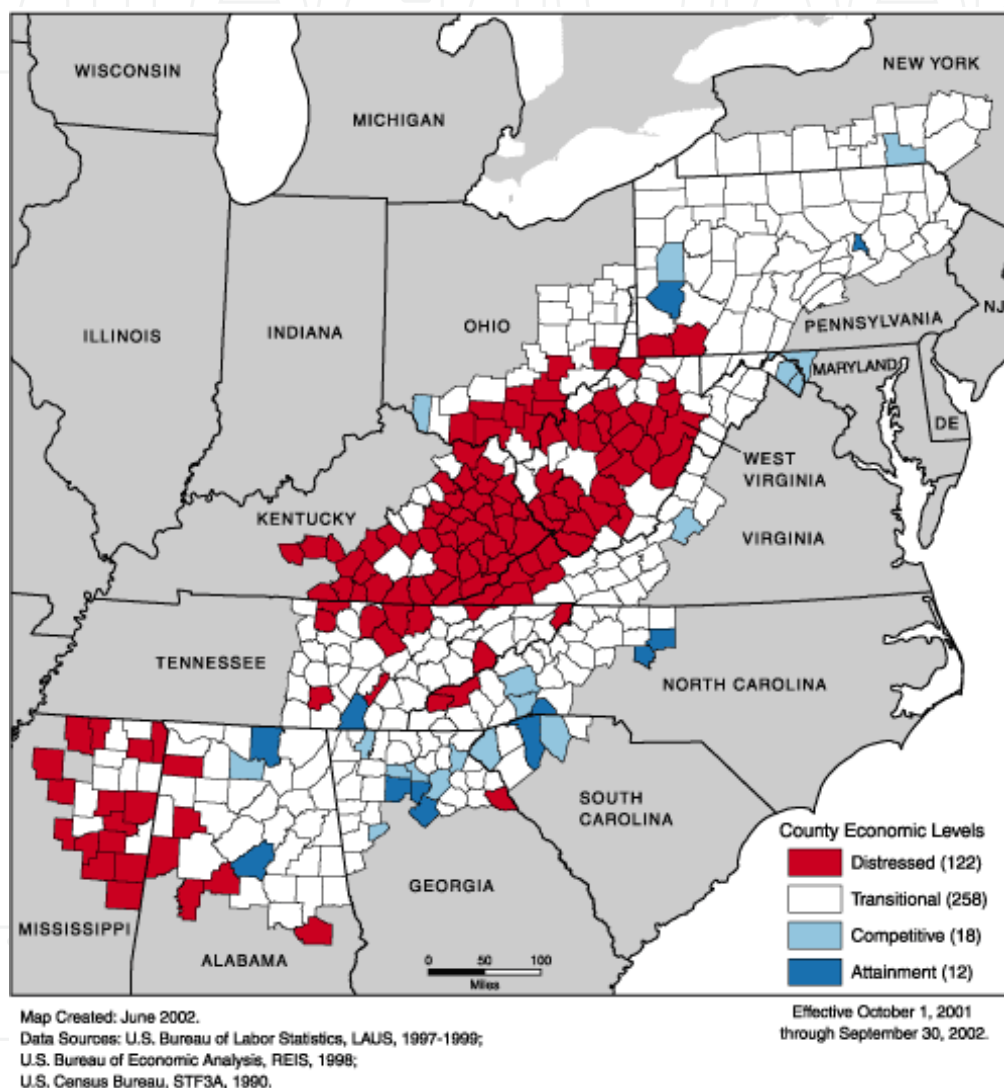 WISCONSIN
NEW YORK
MICHIGAN
ILLINOIS
INDIANA
OHIO
PENNSYLVANIA
NJ
MARYLAND
DE
WEST
VIRGINIA
KENTUCKY
VIRGINIA
TENNESSEE
NORTH CAROLINA
SOUTH
CAROLINA
GEORGIA
MISSISSIPPI
ALABAMA
0 50 100
Miles
County Economic Levels
Distressed (122)
Transitional (258)
Competitive (18)
Attainment (12)
Map Created: June 2002.
Data Sources: U.S. Bureau of Labor Statistics, LAUS, 1997-1999;
U.S. Bureau of Economic Analysis, REIS, 1998;
U.S. Census Bureau, STF3A, 1990.
Effective October 1, 2001
through September 30, 2002.